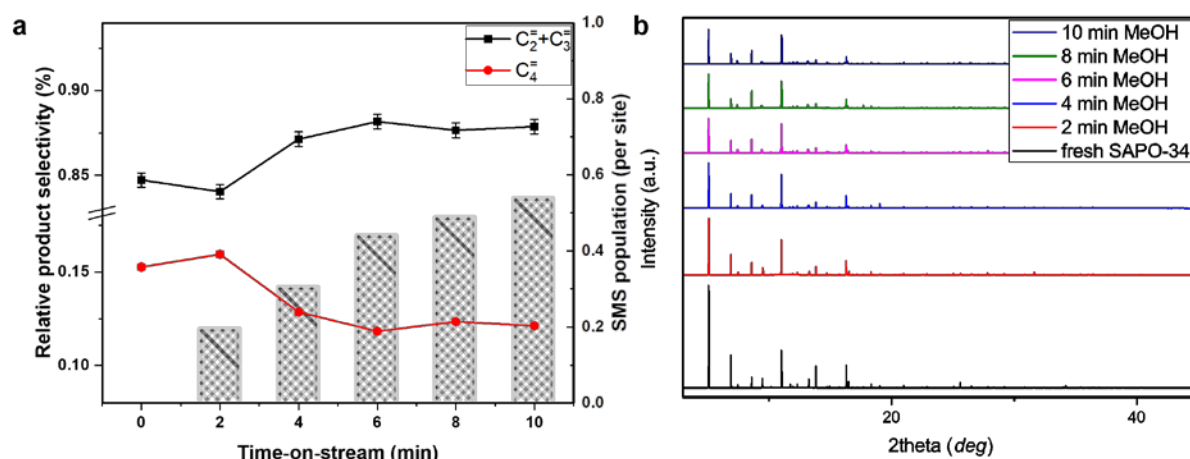 a
Relative product selectivity (%)
0.90
0.85
0.15
0.10
C₂⁼+C₃⁼
C₄⁼
1.0
0.8
0.6
0.4
0.2
0.0
SMS population (per site)
0 2 4 6 8 10
Time-on-stream (min)
b
Intensity (a.u.)
10 min MeOH
8 min MeOH
6 min MeOH
4 min MeOH
2 min MeOH
fresh SAPO-34
20 40
2theta (deg)